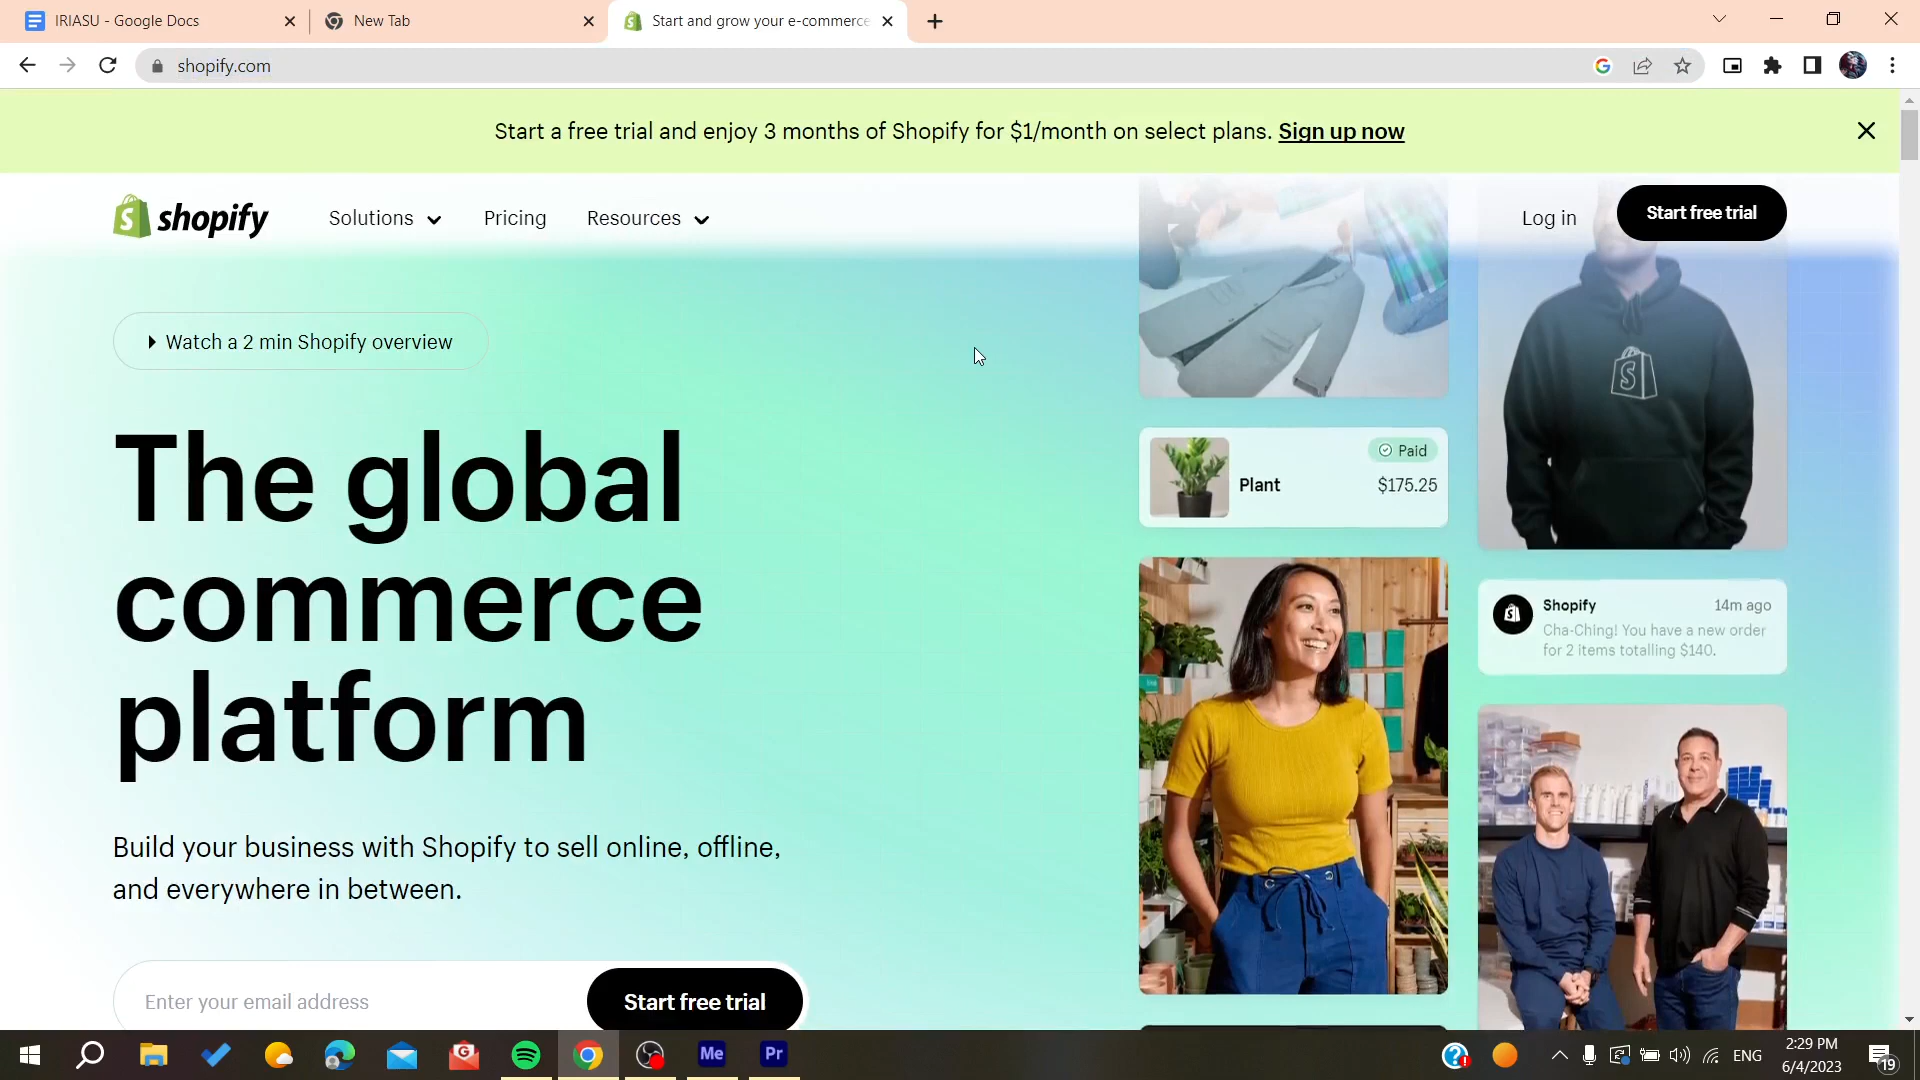 IRIASU - Google Docs
New Tab
Start and grow your e-commerce
shopify.com
Start a free trial and enjoy 3 months of Shopify for $1/month on select plans. Sign up now
shopify
Solutions
Pricing
Resources
Log in
Start free trial
Watch a 2 min Shopify overview
The global
commerce
platform
Build your business with Shopify to sell online, offline,
and everywhere in between.
Enter your email address
Start free trial
Paid
Plant
$175.25
Shopify
14m ago
Cha-Ching! You have a new order
for 2 items totalling $140.
Me
Pr
ENG
2:29 PM
6/4/2023
19